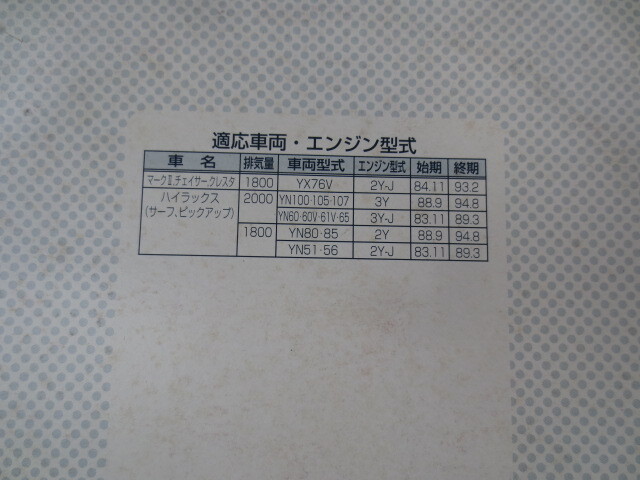 適応車両・エンジン型式
車名 排気量 車両型式 エンジン型式 始期 終期
マークⅡ、チェイサー、クレスタ 1800 YX76V 2Y-J 84.11 93.2
ハイラックス 2000 YN100·105·107 3Y 88.9 94.8
(サーフ、ピックアップ) YN60·60V·61V·65 3Y-J 83.11 89.3
1800 YN80·85 2Y 88.9 94.8
YN51·56 2Y-J 83.11 89.3